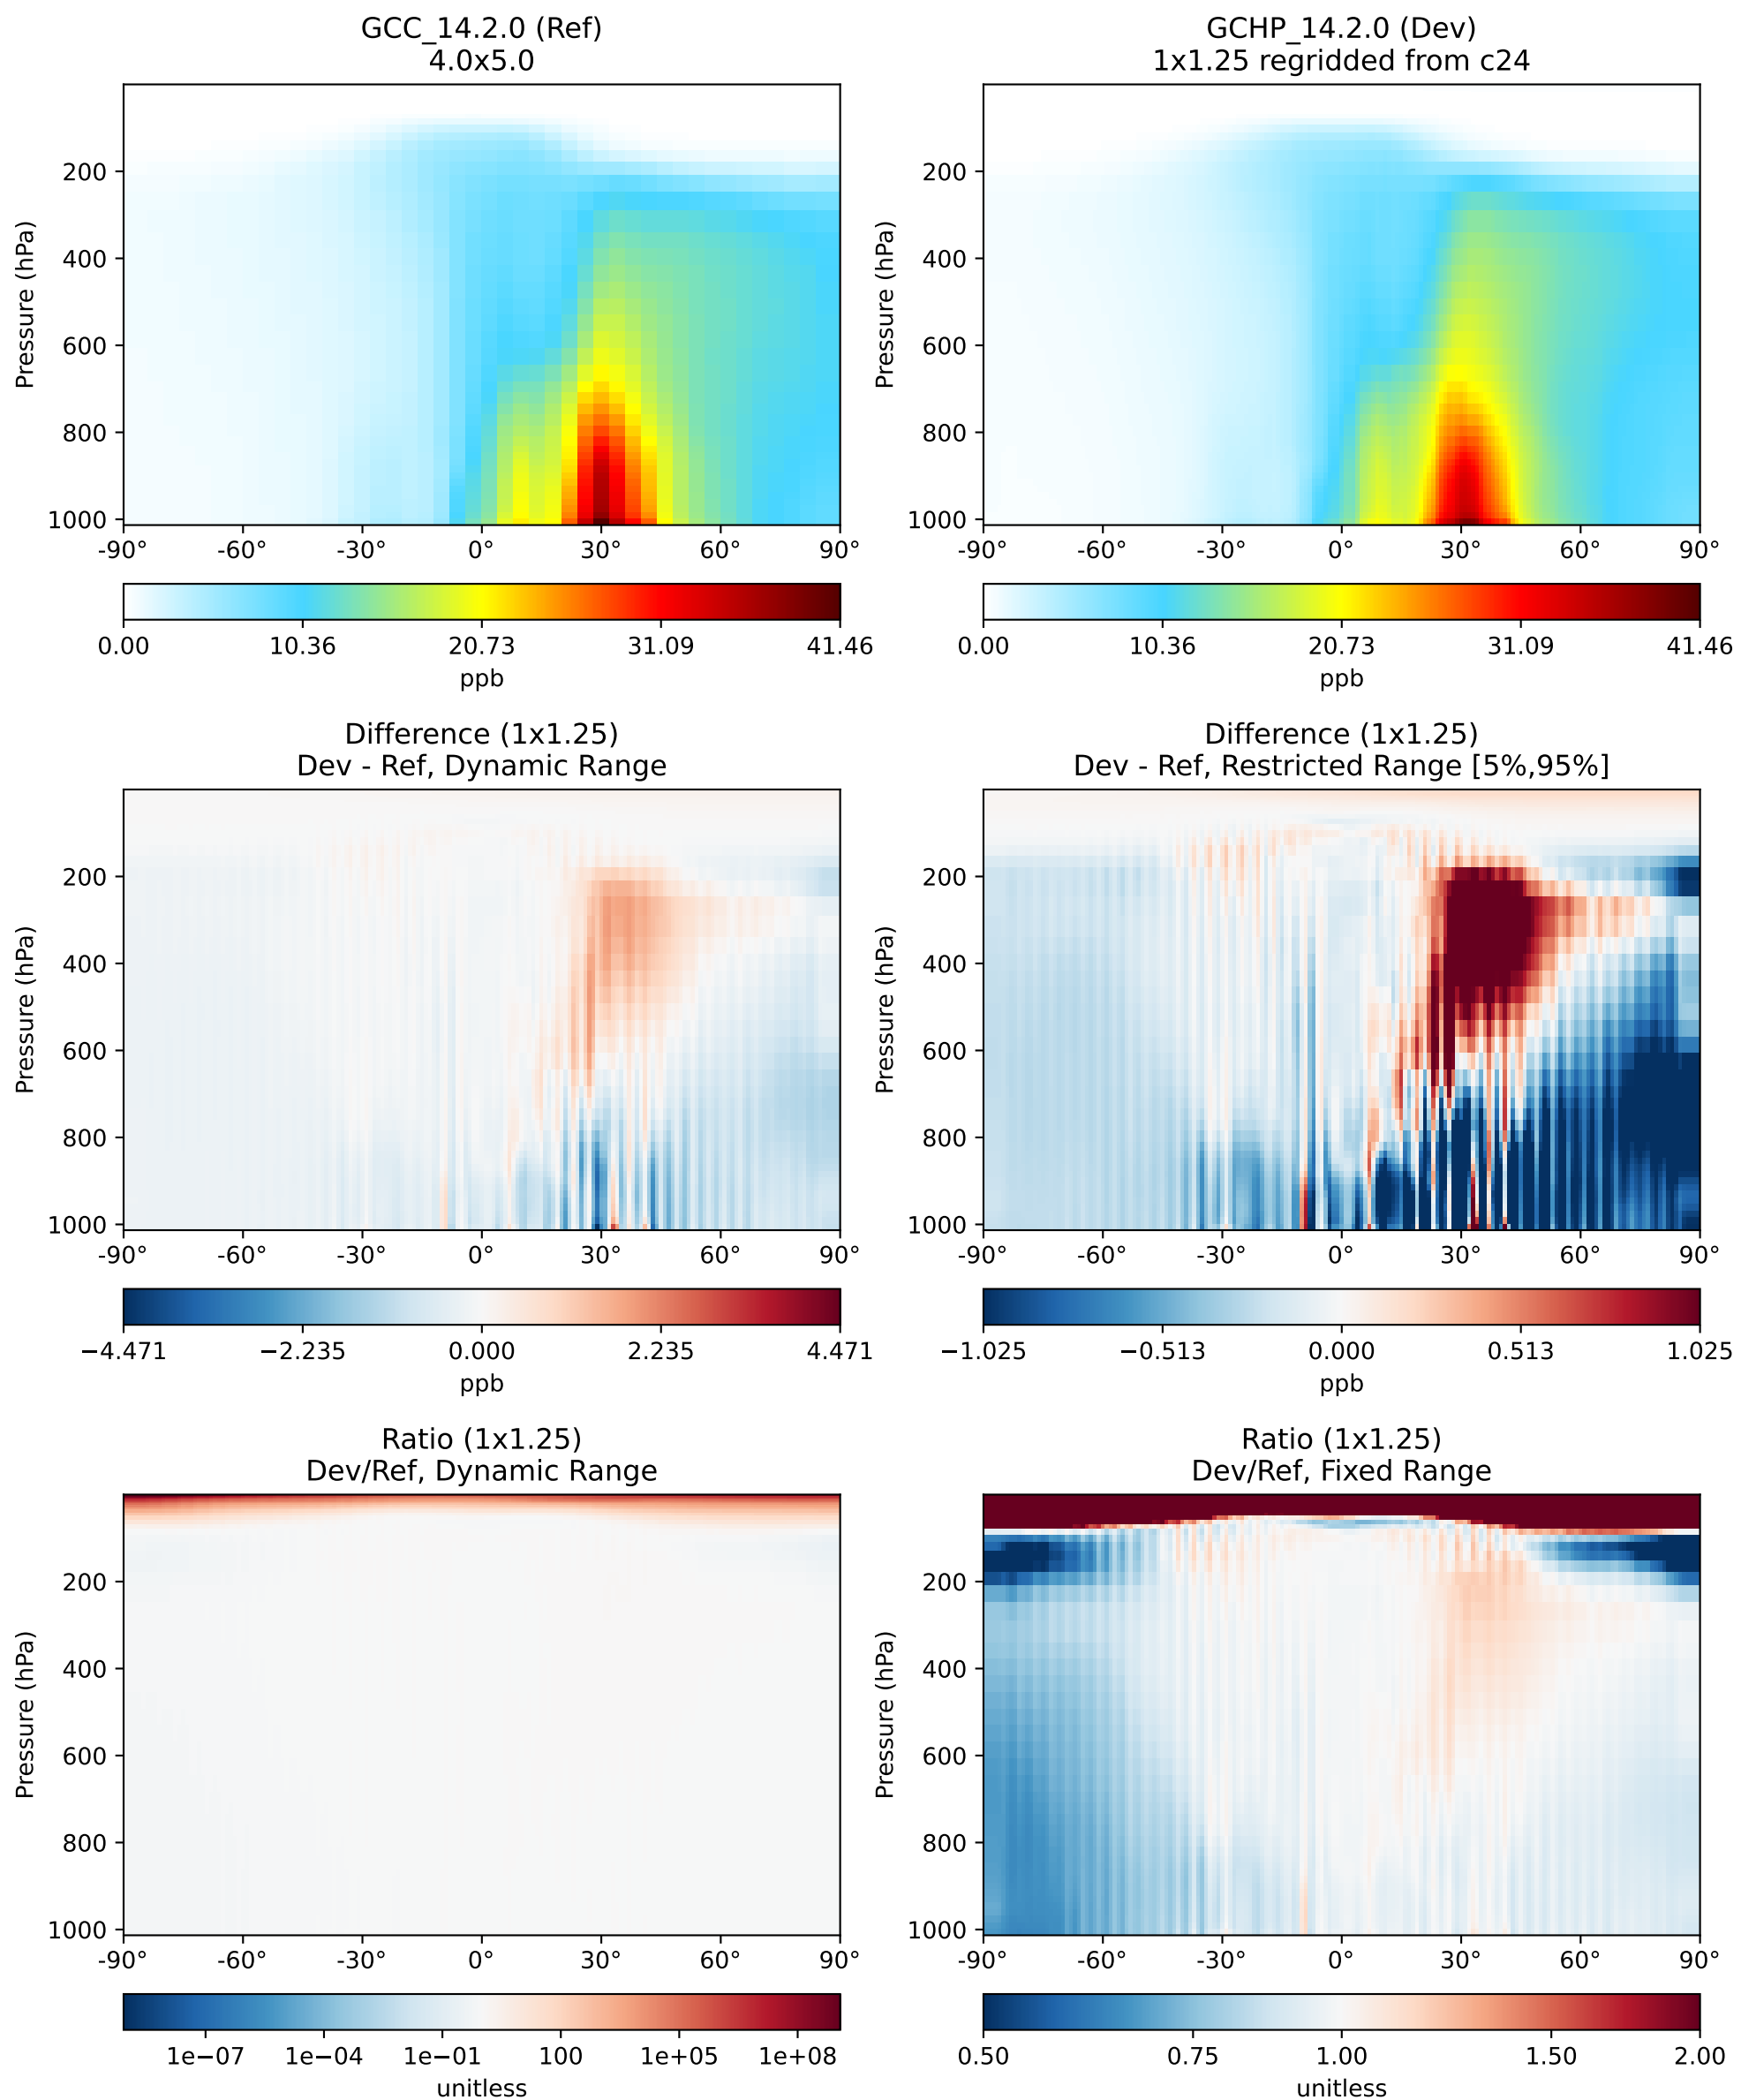 GCC_14.2.0 (Ref)
4.0x5.0
Pressure (hPa)
200
400
600
800
1000
-90° -60° -30° 0° 30° 60° 90°
0.00 10.36 20.73 31.09 41.46
ppb
GCHP_14.2.0 (Dev)
1x1.25 regridded from c24
Pressure (hPa)
200
400
600
800
1000
-90° -60° -30° 0° 30° 60° 90°
0.00 10.36 20.73 31.09 41.46
ppb
Difference (1x1.25)
Dev - Ref, Dynamic Range
Pressure (hPa)
200
400
600
800
1000
-90° -60° -30° 0° 30° 60° 90°
−4.471 −2.235 0.000 2.235 4.471
ppb
Difference (1x1.25)
Dev - Ref, Restricted Range [5%,95%]
Pressure (hPa)
200
400
600
800
1000
-90° -60° -30° 0° 30° 60° 90°
−1.025 −0.513 0.000 0.513 1.025
ppb
Ratio (1x1.25)
Dev/Ref, Dynamic Range
Pressure (hPa)
200
400
600
800
1000
-90° -60° -30° 0° 30° 60° 90°
1e−07 1e−04 1e−01 100 1e+05 1e+08
unitless
Ratio (1x1.25)
Dev/Ref, Fixed Range
Pressure (hPa)
200
400
600
800
1000
-90° -60° -30° 0° 30° 60° 90°
0.50 0.75 1.00 1.50 2.00
unitless